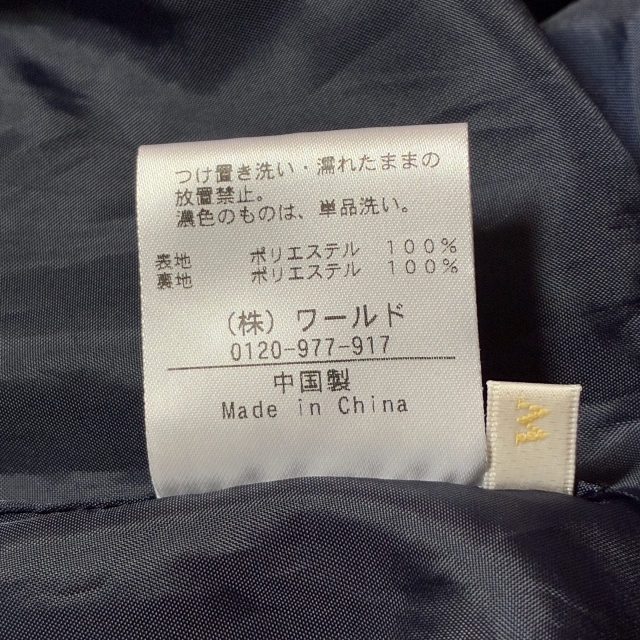 つけ置き洗い・濡れたままの
放置禁止。
濃色のものは、単品洗い。
表地 ポリエステル 100%
裏地 ポリエステル 100%
(株)ワールド
0120-977-917
中国製
Made in China
M